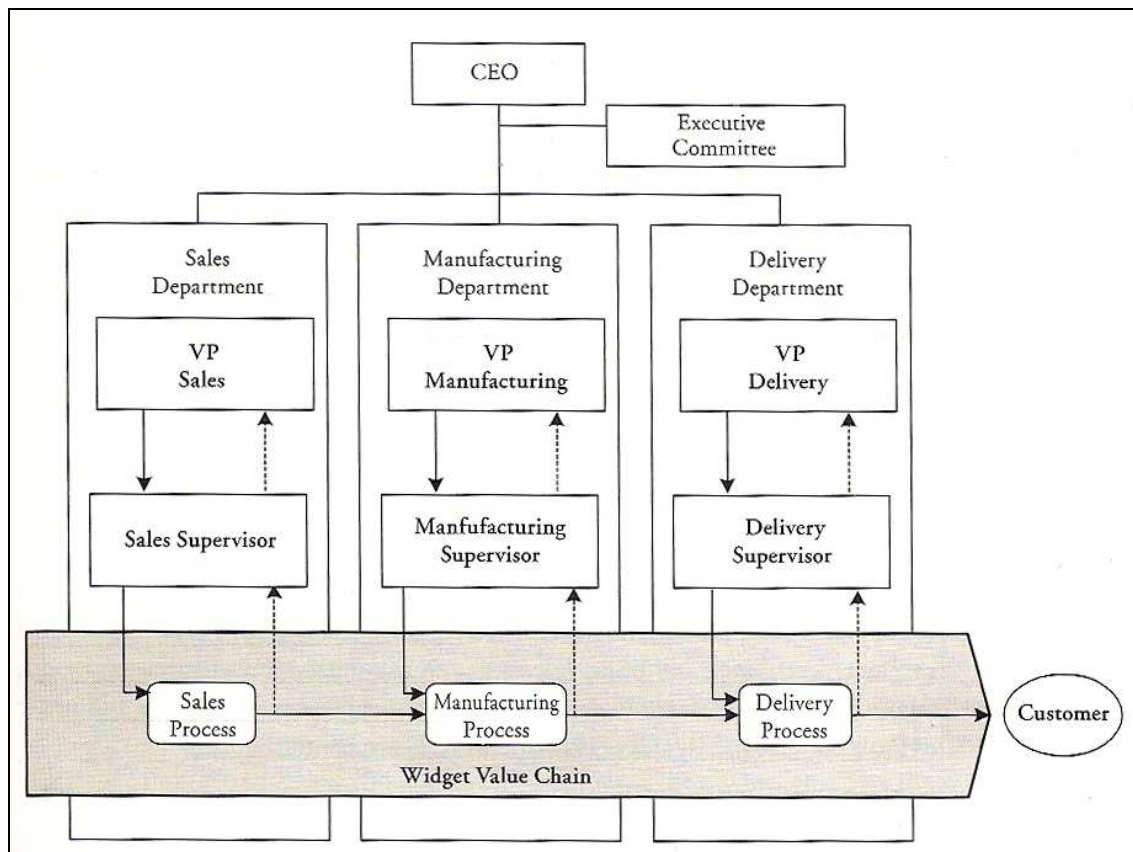 CEO
Executive
Committee
Sales
Department
Manufacturing
Department
Delivery
Department
VP
Sales
VP
Manufacturing
VP
Delivery
Sales Supervisor
Manfufacturing
Supervisor
Delivery
Supervisor
Sales
Process
Manufacturing
Process
Delivery
Process
Customer
Widget Value Chain